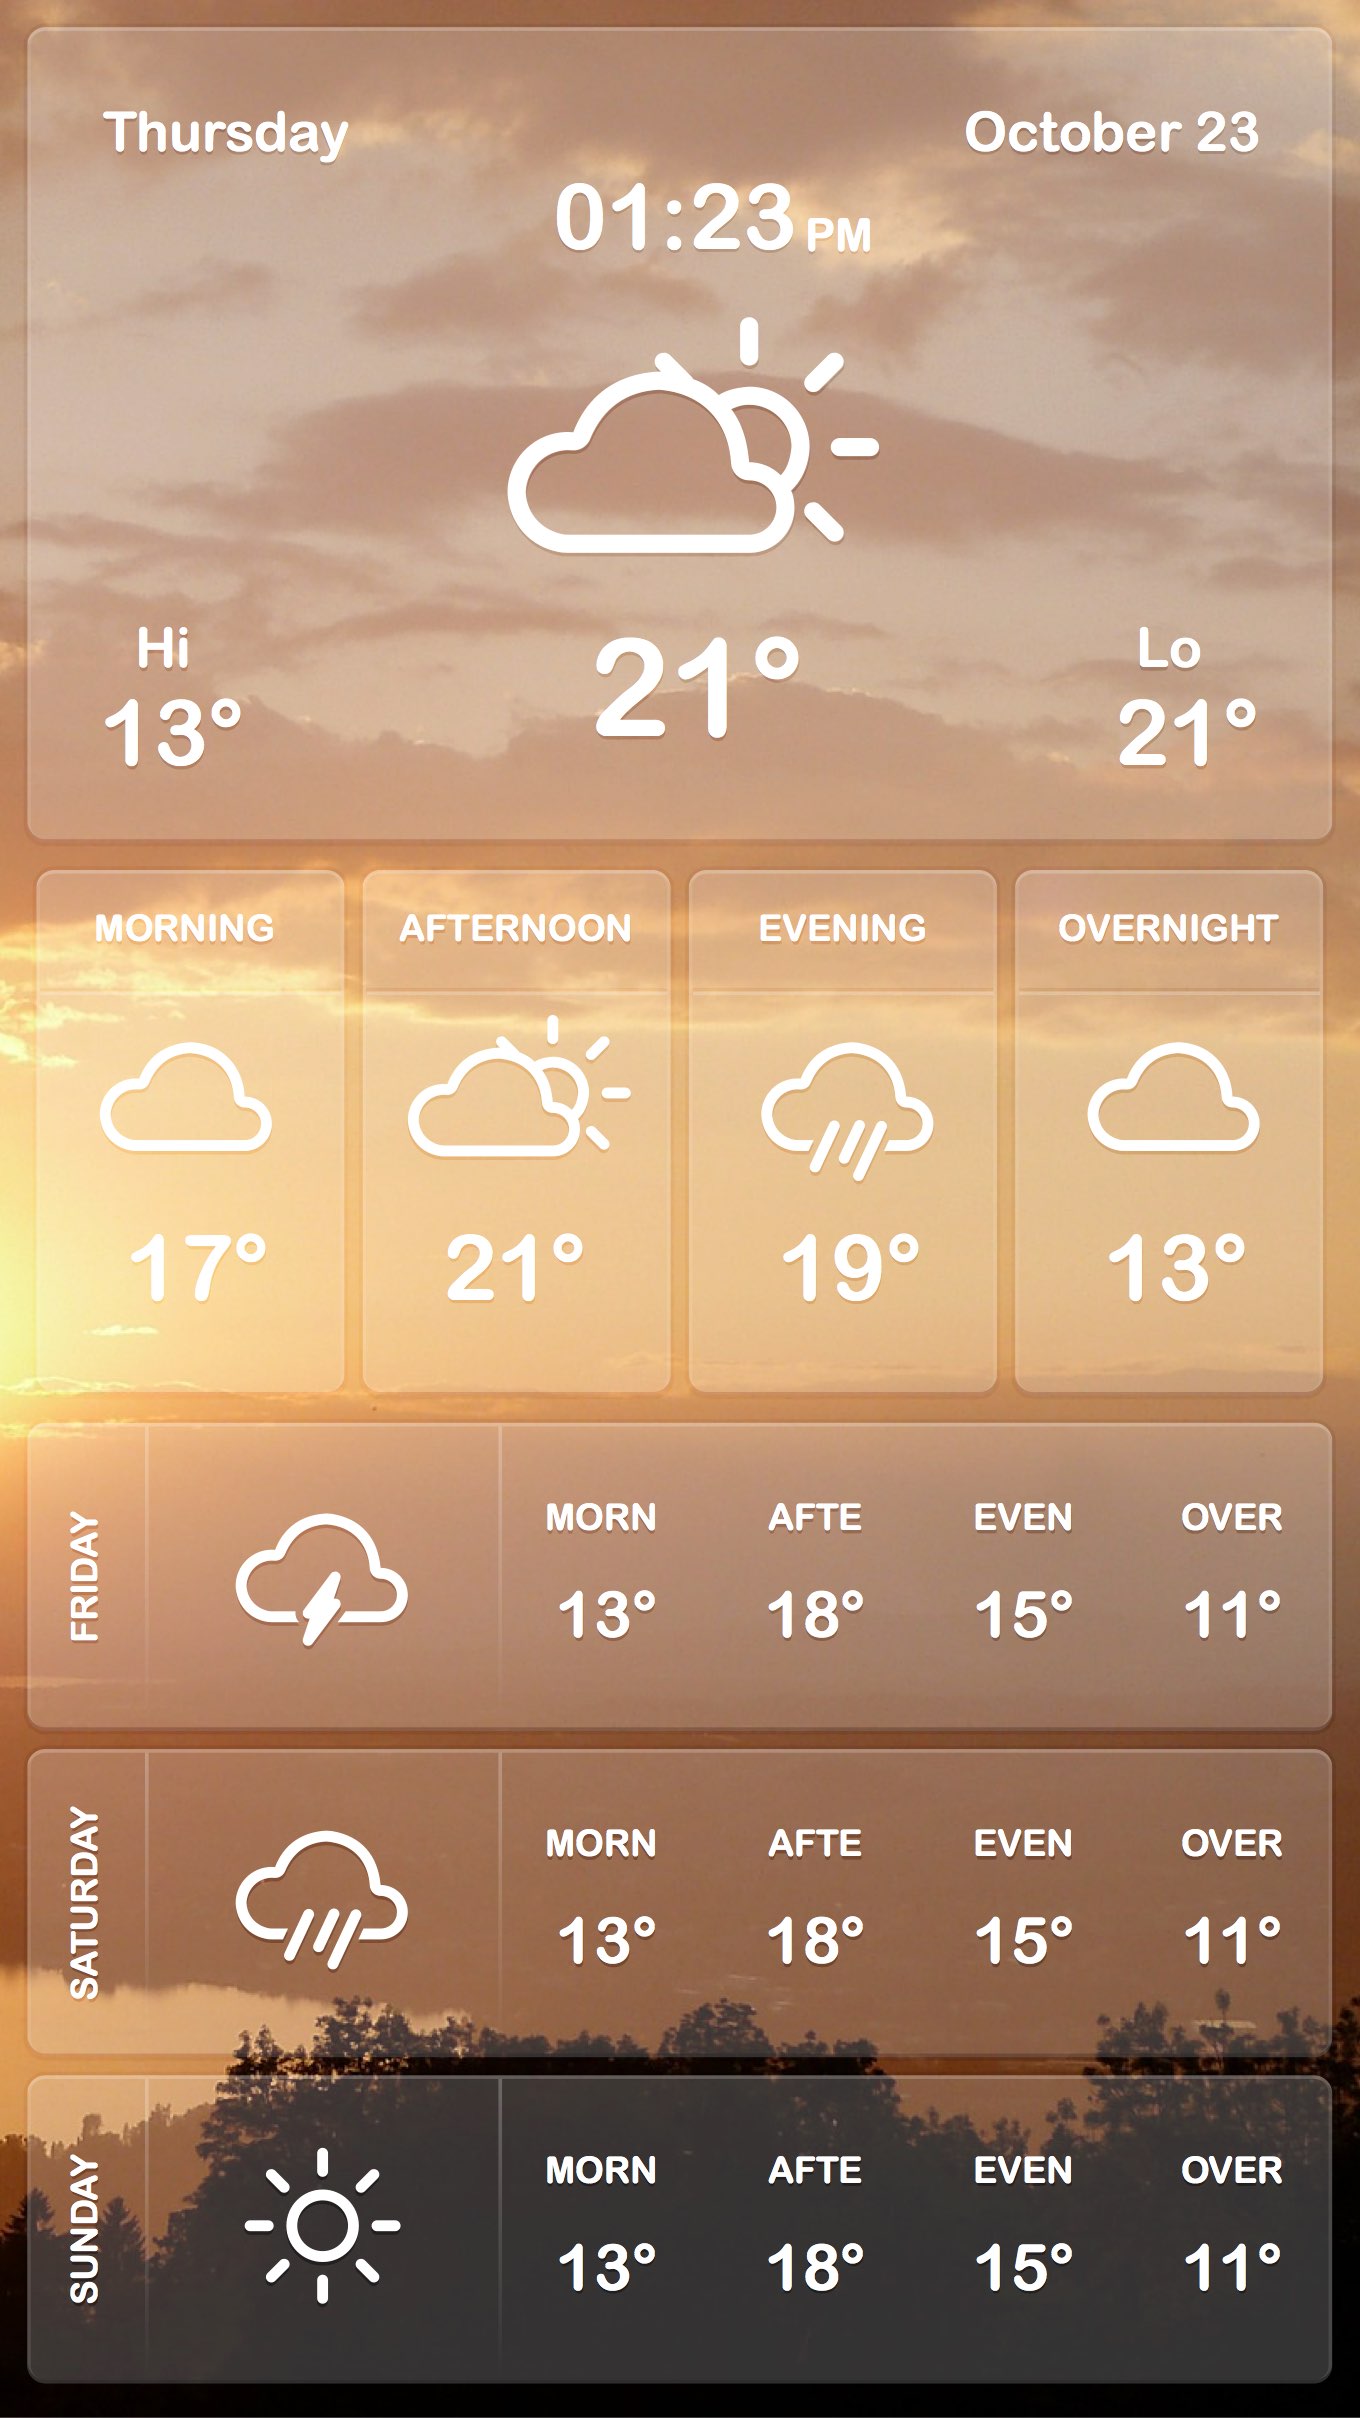 Thursday
October 23
01:23 PM
Hi
13°
21°
Lo
21°
MORNING
17°
AFTERNOON
21°
EVENING
19°
OVERNIGHT
13°
FRIDAY
MORN AFTE EVEN OVER
13° 18° 15° 11°
SATURDAY
MORN AFTE EVEN OVER
13° 18° 15° 11°
SUNDAY
MORN AFTE EVEN OVER
13° 18° 15° 11°